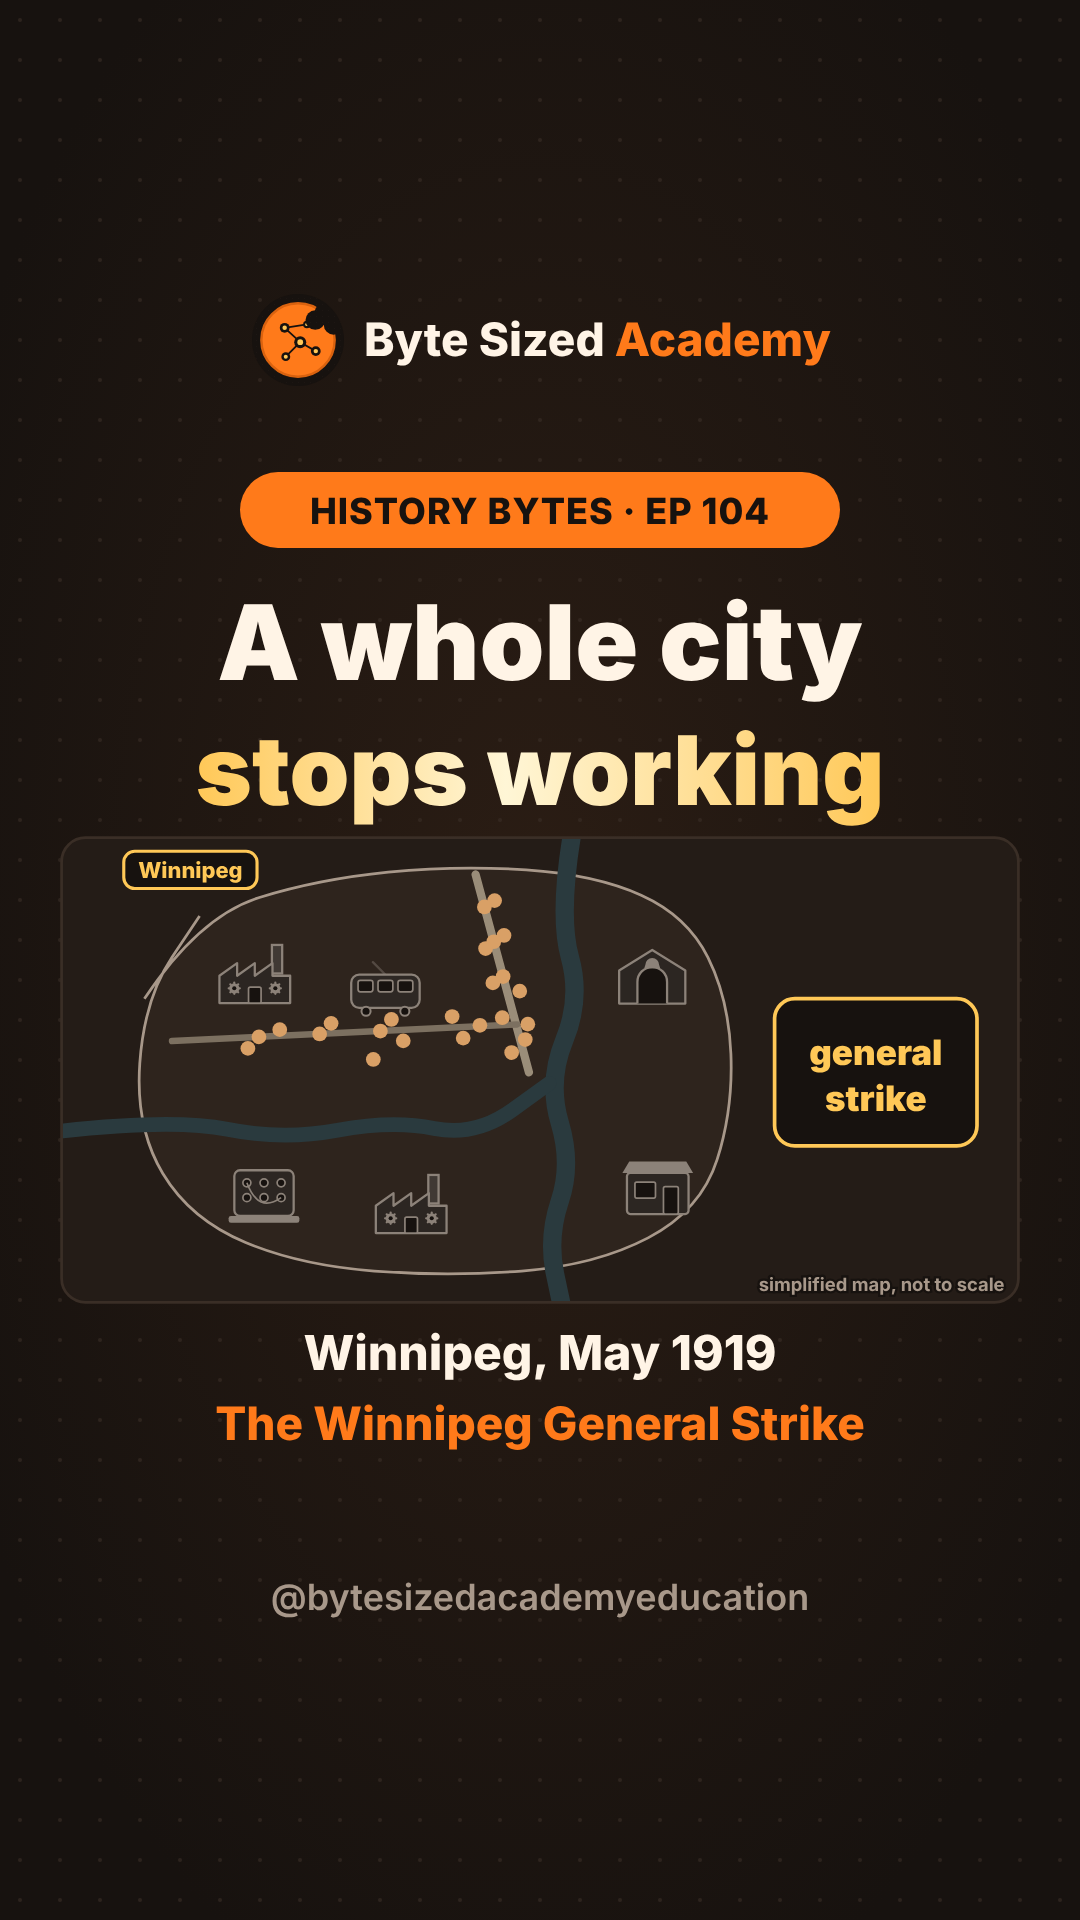 Byte Sized Academy
HISTORY BYTES · EP 104
A whole city
stops working
Winnipeg
general
strike
simplified map, not to scale
Winnipeg, May 1919
The Winnipeg General Strike
@bytesizedacademyeducation